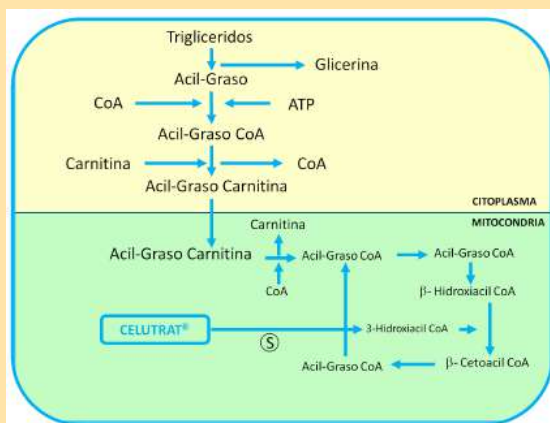 Trigliceridos
Acil-Graso
Glicerina
CoA
ATP
Acil-Graso CoA
Carnitina
CoA
Acil-Graso Carnitina
CITOPLASMA
MITOCONDRIA
Carnitina
Acil-Graso Carnitina
Acil-Graso CoA
Acil-Graso CoA
CoA
β- Hidroxiacil CoA
CELUTRAT®
S
3-Hidroxiacil CoA
Acil-Graso CoA
β- Cetoacil CoA